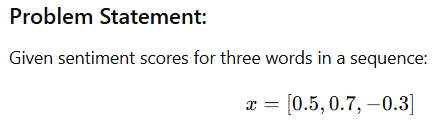 Problem Statement:
Given sentiment scores for three words in a sequence:
x = [0.5, 0.7, −0.3]